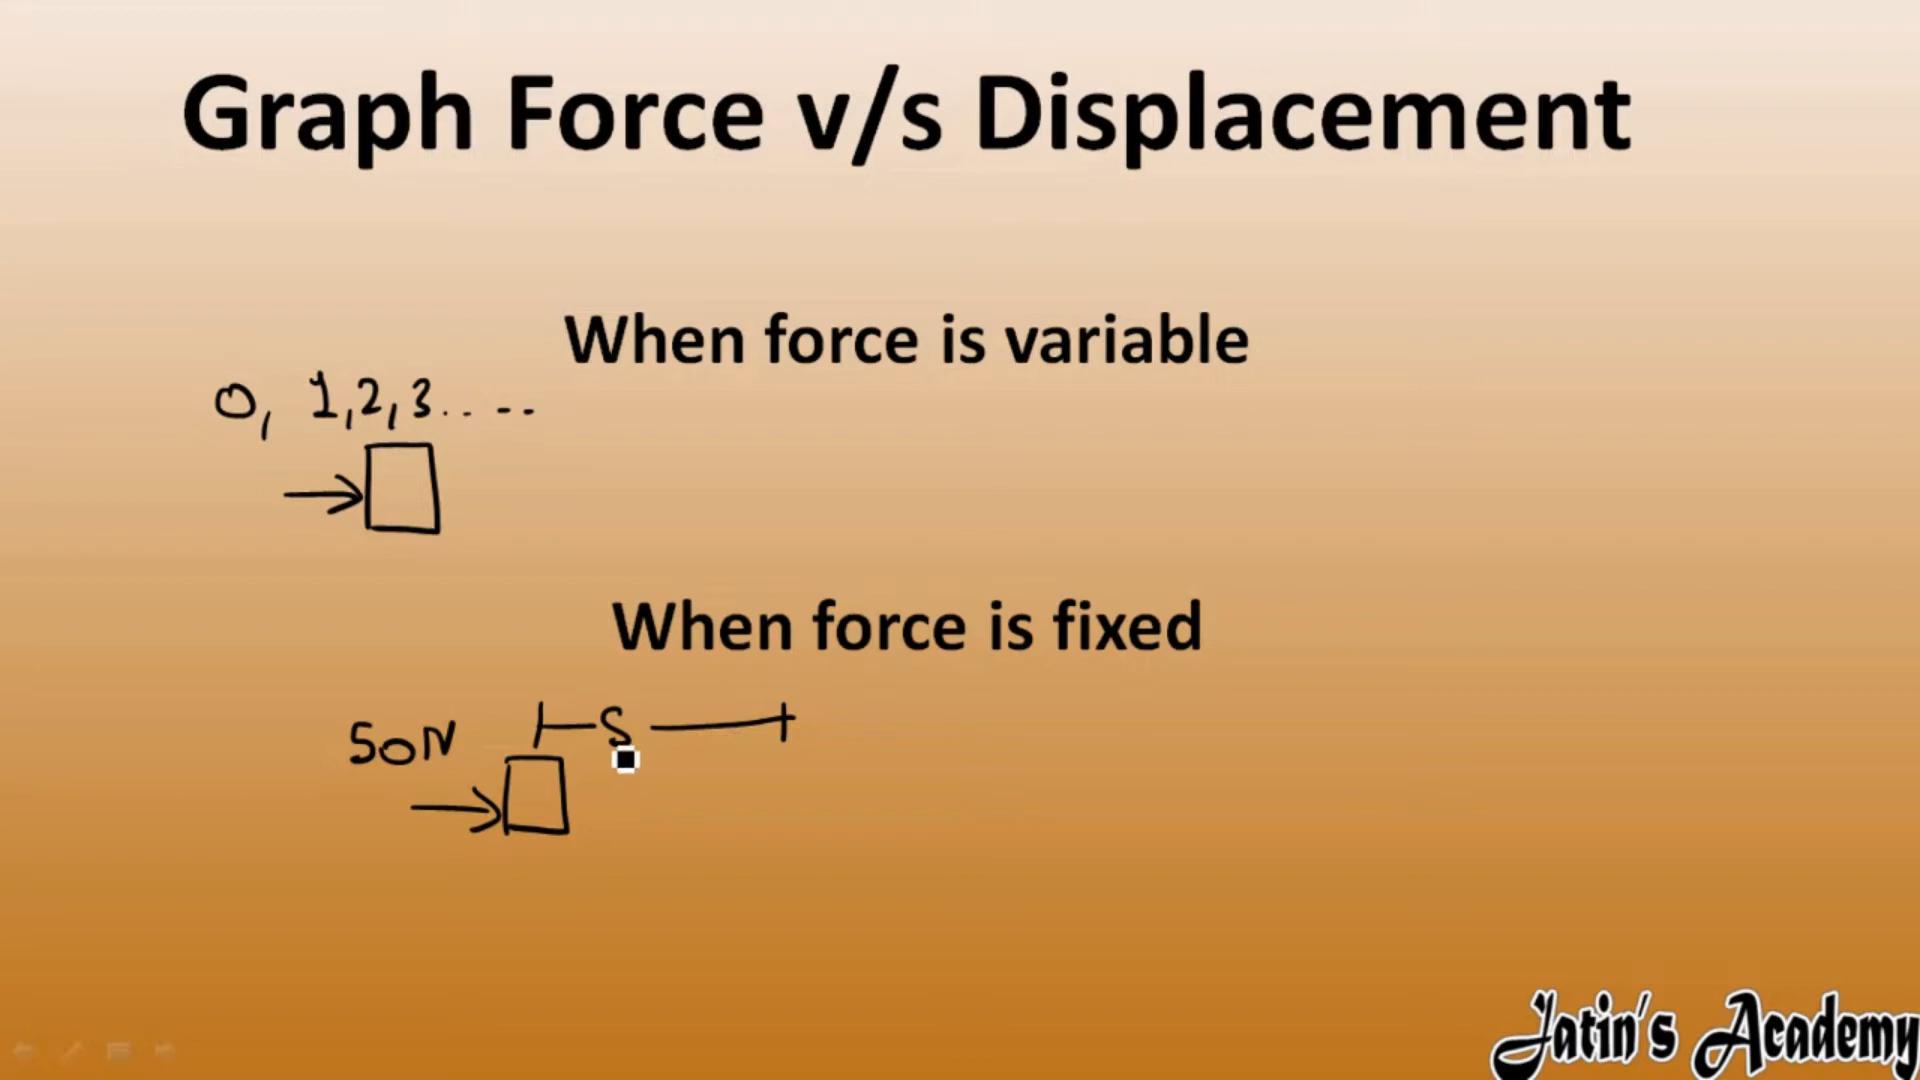 Graph Force v/s Displacement
When force is variable
0, 1,2,3.. ...
When force is fixed
50N
S
Jatin's Academy